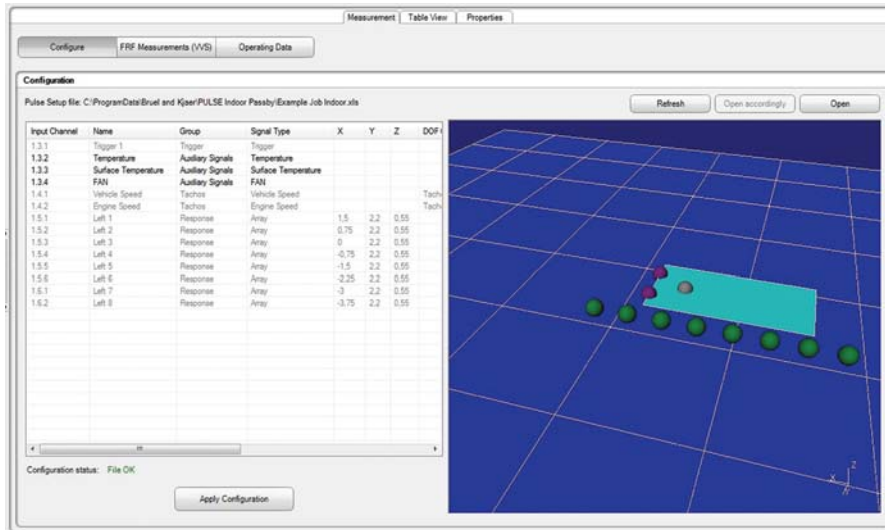 Measurement Table View Properties
Configure FRF Measurements (VVS) Operating Data
Configuration
Pulse Setup file: C:\ProgramData\Bruel and Kjaer\PULSE Indoor Passby\Example Job Indoor.xls
Refresh Open accordingly Open
Input Channel Name Group Signal Type X Y Z DOF
1.3.1 Trigger 1 Trigger Trigger
1.3.2 Temperature Auxiliary Signals Temperature
1.3.3 Surface Temperature Auxiliary Signals Surface Temperature
1.3.4 FAN Auxiliary Signals FAN
1.4.1 Vehicle Speed Tachos Vehicle Speed Tach
1.4.2 Engine Speed Tachos Engine Speed Tach
1.5.1 Left 1 Response Array 1,5 2,2 0,55
1.5.2 Left 2 Response Array 0,75 2,2 0,55
1.5.3 Left 3 Response Array 0 2,2 0,55
1.5.4 Left 4 Response Array -0,75 2,2 0,55
1.5.5 Left 5 Response Array -1,5 2,2 0,55
1.5.6 Left 6 Response Array -2,25 2,2 0,55
1.6.1 Left 7 Response Array -3 2,2 0,55
1.6.2 Left 8 Response Array -3,75 2,2 0,55
Z
X
Configuration status: File OK
Apply Configuration